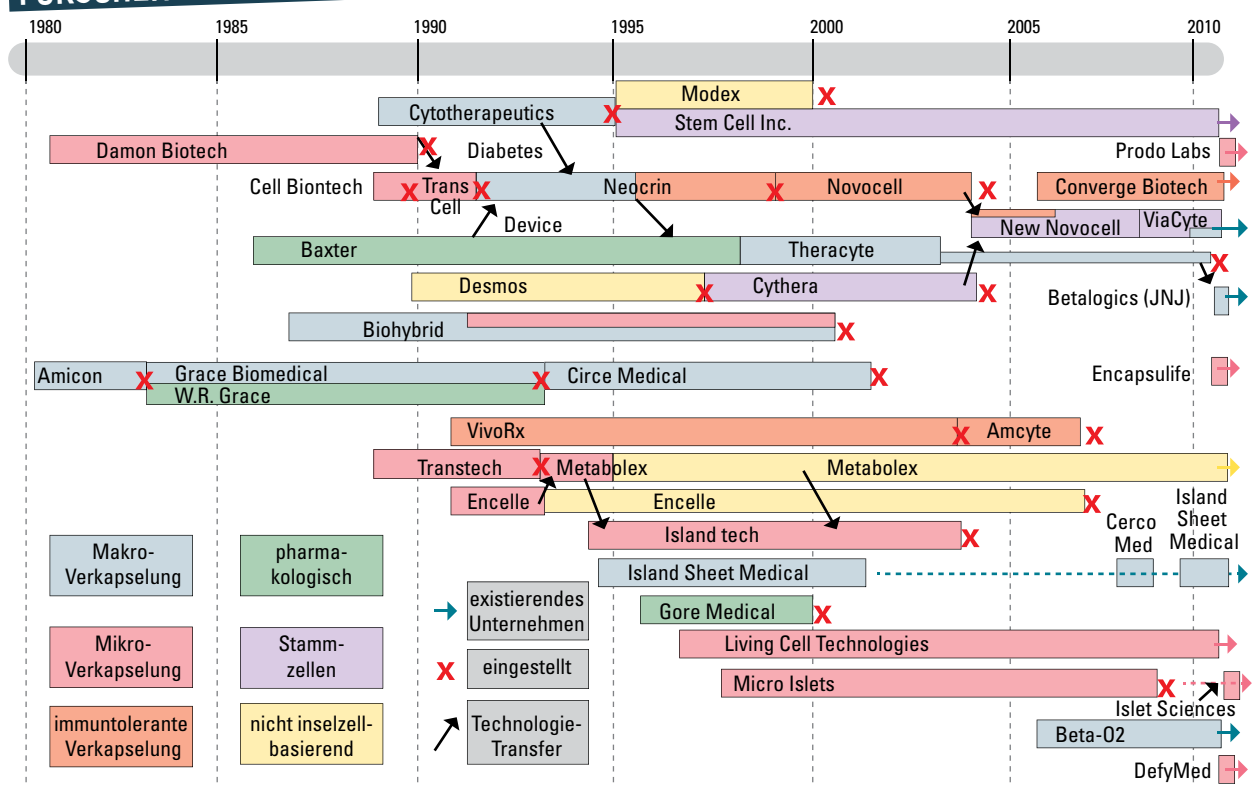 1980 1985 1990 1995 2000 2005 2010
Modex
Cytotherapeutics
Stem Cell Inc.
Damon Biotech
Diabetes
Prodo Labs
Cell Biontech
Trans
Cell
Neocrin
Novocell
Converge Biotech
Device
New Novocell
ViaCyte
Baxter
Theracyte
Desmos
Cythera
Betalogics (JNJ)
Biohybrid
Amicon
Grace Biomedical
W.R. Grace
Circe Medical
Encapsulife
VivoRx
Amcyte
Transtech
Metabolex
Metabolex
Encelle
Encelle
Island tech
Cerco
Med
Island
Sheet
Medical
Island Sheet Medical
Gore Medical
Living Cell Technologies
Micro Islets
Islet Sciences
Beta-O2
DefyMed
Makro-
Verkapselung
pharma-
kologisch
existierendes
Unternehmen
Mikro-
Verkapselung
Stamm-
zellen
x eingestellt
immuntolerante
Verkapselung
nicht inselzell-
basierend
Technologie-
Transfer